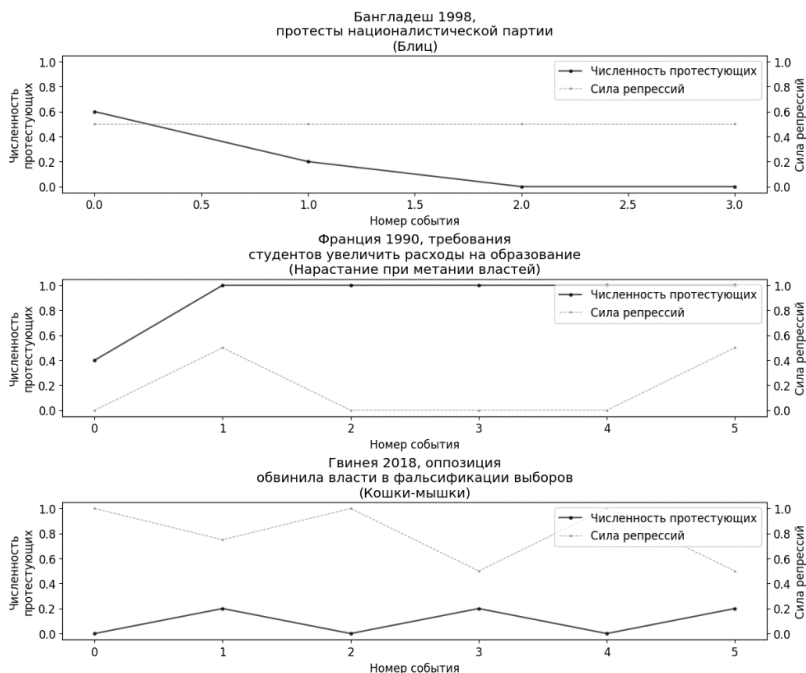 Бангладеш 1998,
протесты националистической партии
(Блиц)
Численность
протестующих
1.0
0.8
0.6
0.4
0.2
0.0
Численность протестующих
Сила репрессий
1.0
0.8
0.6
0.4
0.2
0.0
Сила репрессий
0.0 0.5 1.0 1.5 2.0 2.5 3.0
Номер события
Франция 1990, требования
студентов увеличить расходы на образование
(Нарастание при метании властей)
Численность
протестующих
1.0
0.8
0.6
0.4
0.2
0.0
Численность протестующих
Сила репрессий
1.0
0.8
0.6
0.4
0.2
0.0
Сила репрессий
0 1 2 3 4 5
Номер события
Гвинея 2018, оппозиция
обвинила власти в фальсификации выборов
(Кошки-мышки)
Численность
протестующих
1.0
0.8
0.6
0.4
0.2
0.0
Численность протестующих
Сила репрессий
1.0
0.8
0.6
0.4
0.2
0.0
Сила репрессий
0 1 2 3 4 5
Номер события